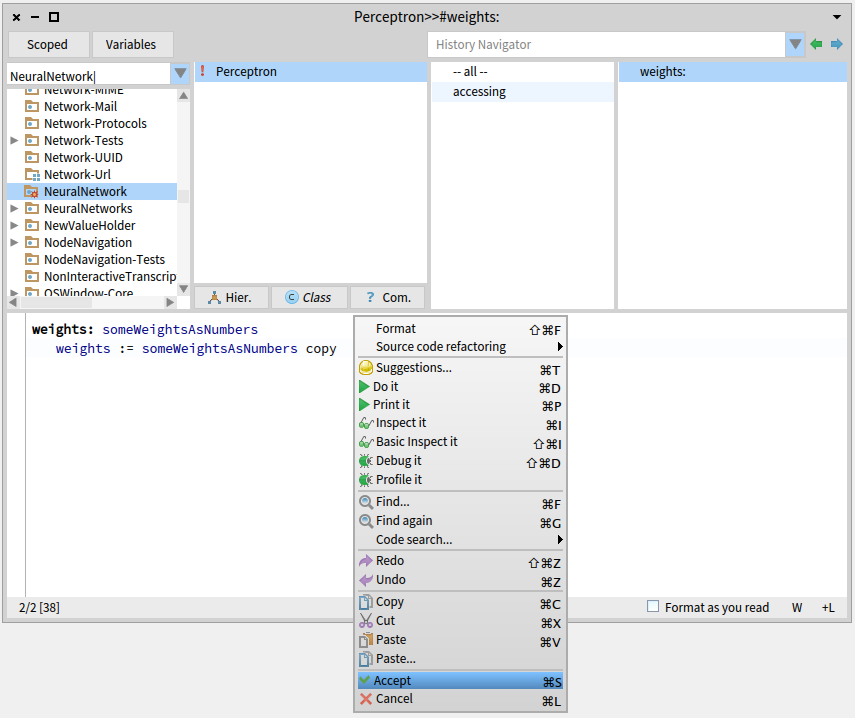 Perceptron>>#weights:
Scoped
Variables
History Navigator
NeuralNetwork
Network-MIME
Network-Mail
Network-Protocols
Network-Tests
Network-UUID
Network-Url
NeuralNetwork
NeuralNetworks
NewValueHolder
NodeNavigation
NodeNavigation-Tests
NonInteractiveTranscrip
OSWindow-Core
! Perceptron
Hier.
C Class
? Com.
-- all --
accessing
weights:
weights: someWeightsAsNumbers
weights := someWeightsAsNumbers copy
Format ⇧⌘F
Source code refactoring
Suggestions... ⌘T
Do it ⌘D
Print it ⌘P
Inspect it ⌘I
Basic Inspect it ⇧⌘I
Debug it ⇧⌘D
Profile it
Find... ⌘F
Find again ⌘G
Code search...
Redo ⇧⌘Z
Undo ⌘Z
Copy ⌘C
Cut ⌘X
Paste ⌘V
Paste...
Accept ⌘S
Cancel ⌘L
2/2 [38]
Format as you read
W
+L